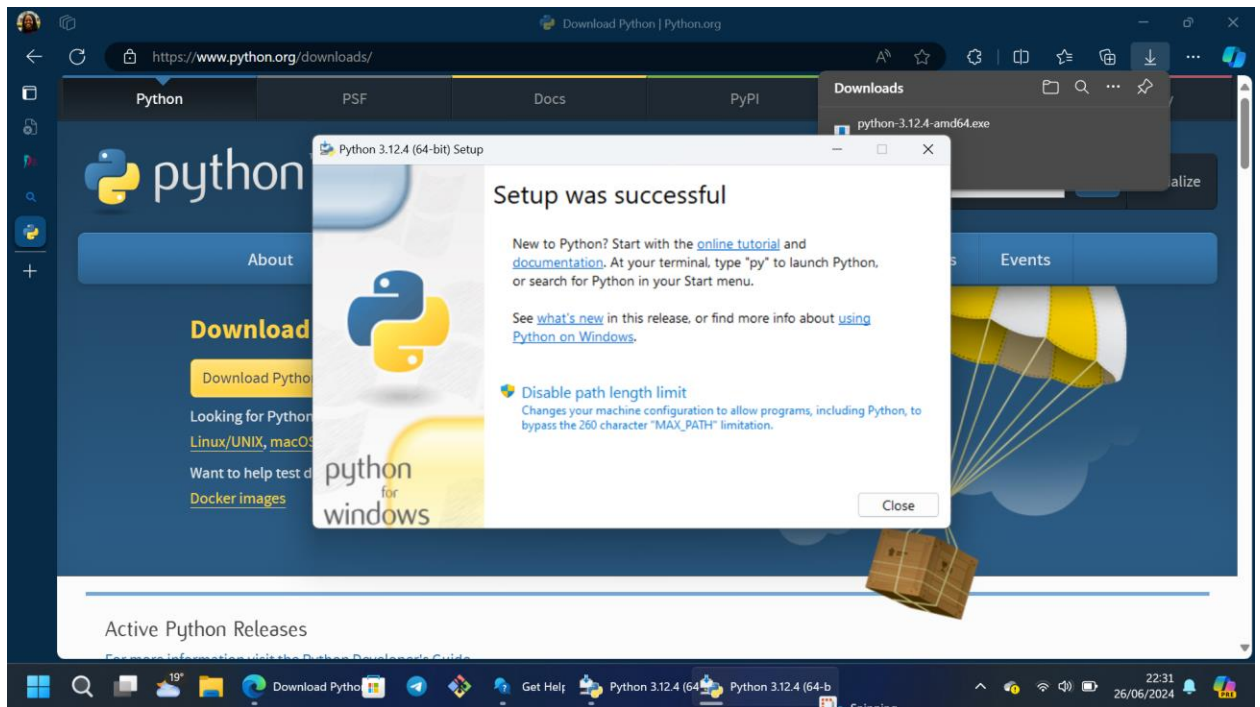 Download Python | Python.org
https://www.python.org/downloads/
Python
PSF
Docs
PyPI
Downloads
python-3.12.4-amd64.exe
python
alize
About
s
Events
Python 3.12.4 (64-bit) Setup
Setup was successful
New to Python? Start with the online tutorial and
documentation. At your terminal, type "py" to launch Python,
or search for Python in your Start menu.
See what's new in this release, or find more info about using
Python on Windows.
Disable path length limit
Changes your machine configuration to allow programs, including Python, to
bypass the 260 character "MAX_PATH" limitation.
python
for
windows
Close
Download
Download Pytho
Looking for Python
Linux/UNIX, macOS
Want to help test d
Docker images
Active Python Releases
19°
Download Pytho
Get Help
Python 3.12.4 (64
Python 3.12.4 (64-b
22:31
26/06/2024
PRE